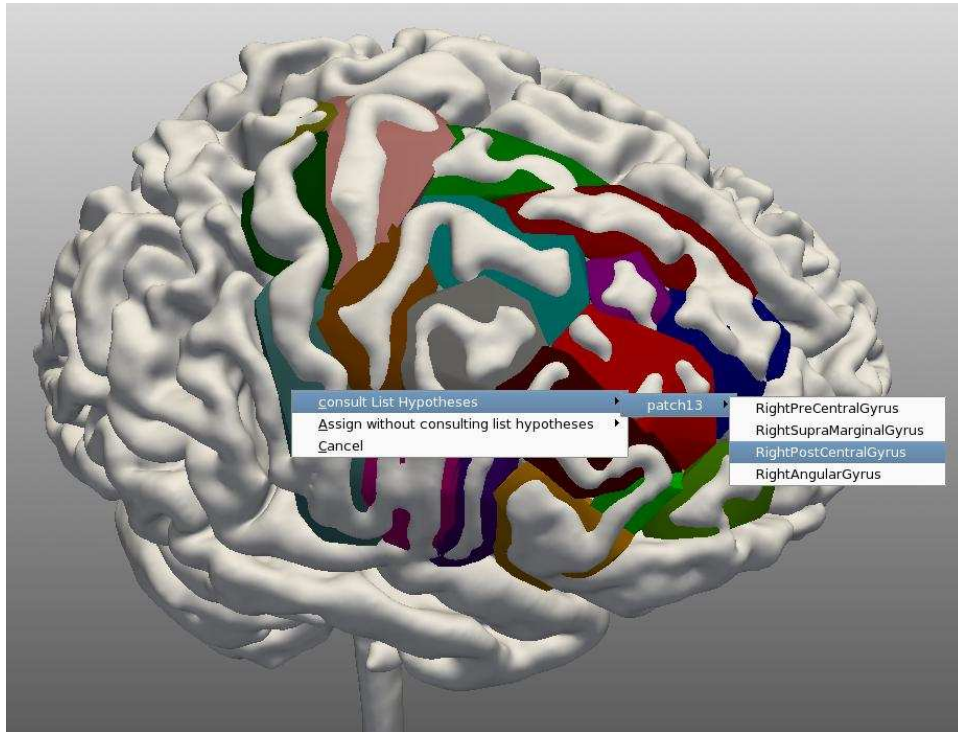 consult List Hypotheses
Assign without consulting list hypotheses
Cancel
patch13
RightPreCentralGyrus
RightSupraMarginalGyrus
RightPostCentralGyrus
RightAngularGyrus